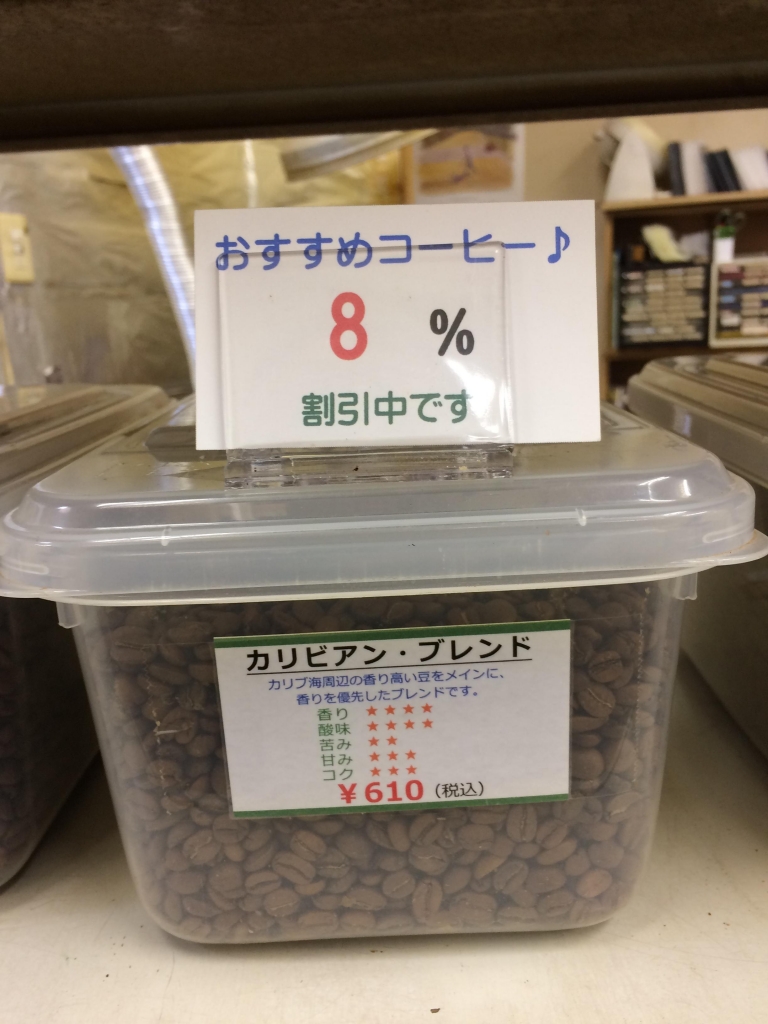 おすすめコーヒー♪
8 %
割引中です
カリビアン・ブレンド
カリブ海周辺の香り高い豆をメインに、
香りを優先したブレンドです。
香り ★★★★
酸味 ★★★★
苦み ★★
甘み ★★★
コク ★★★
￥610（税込）